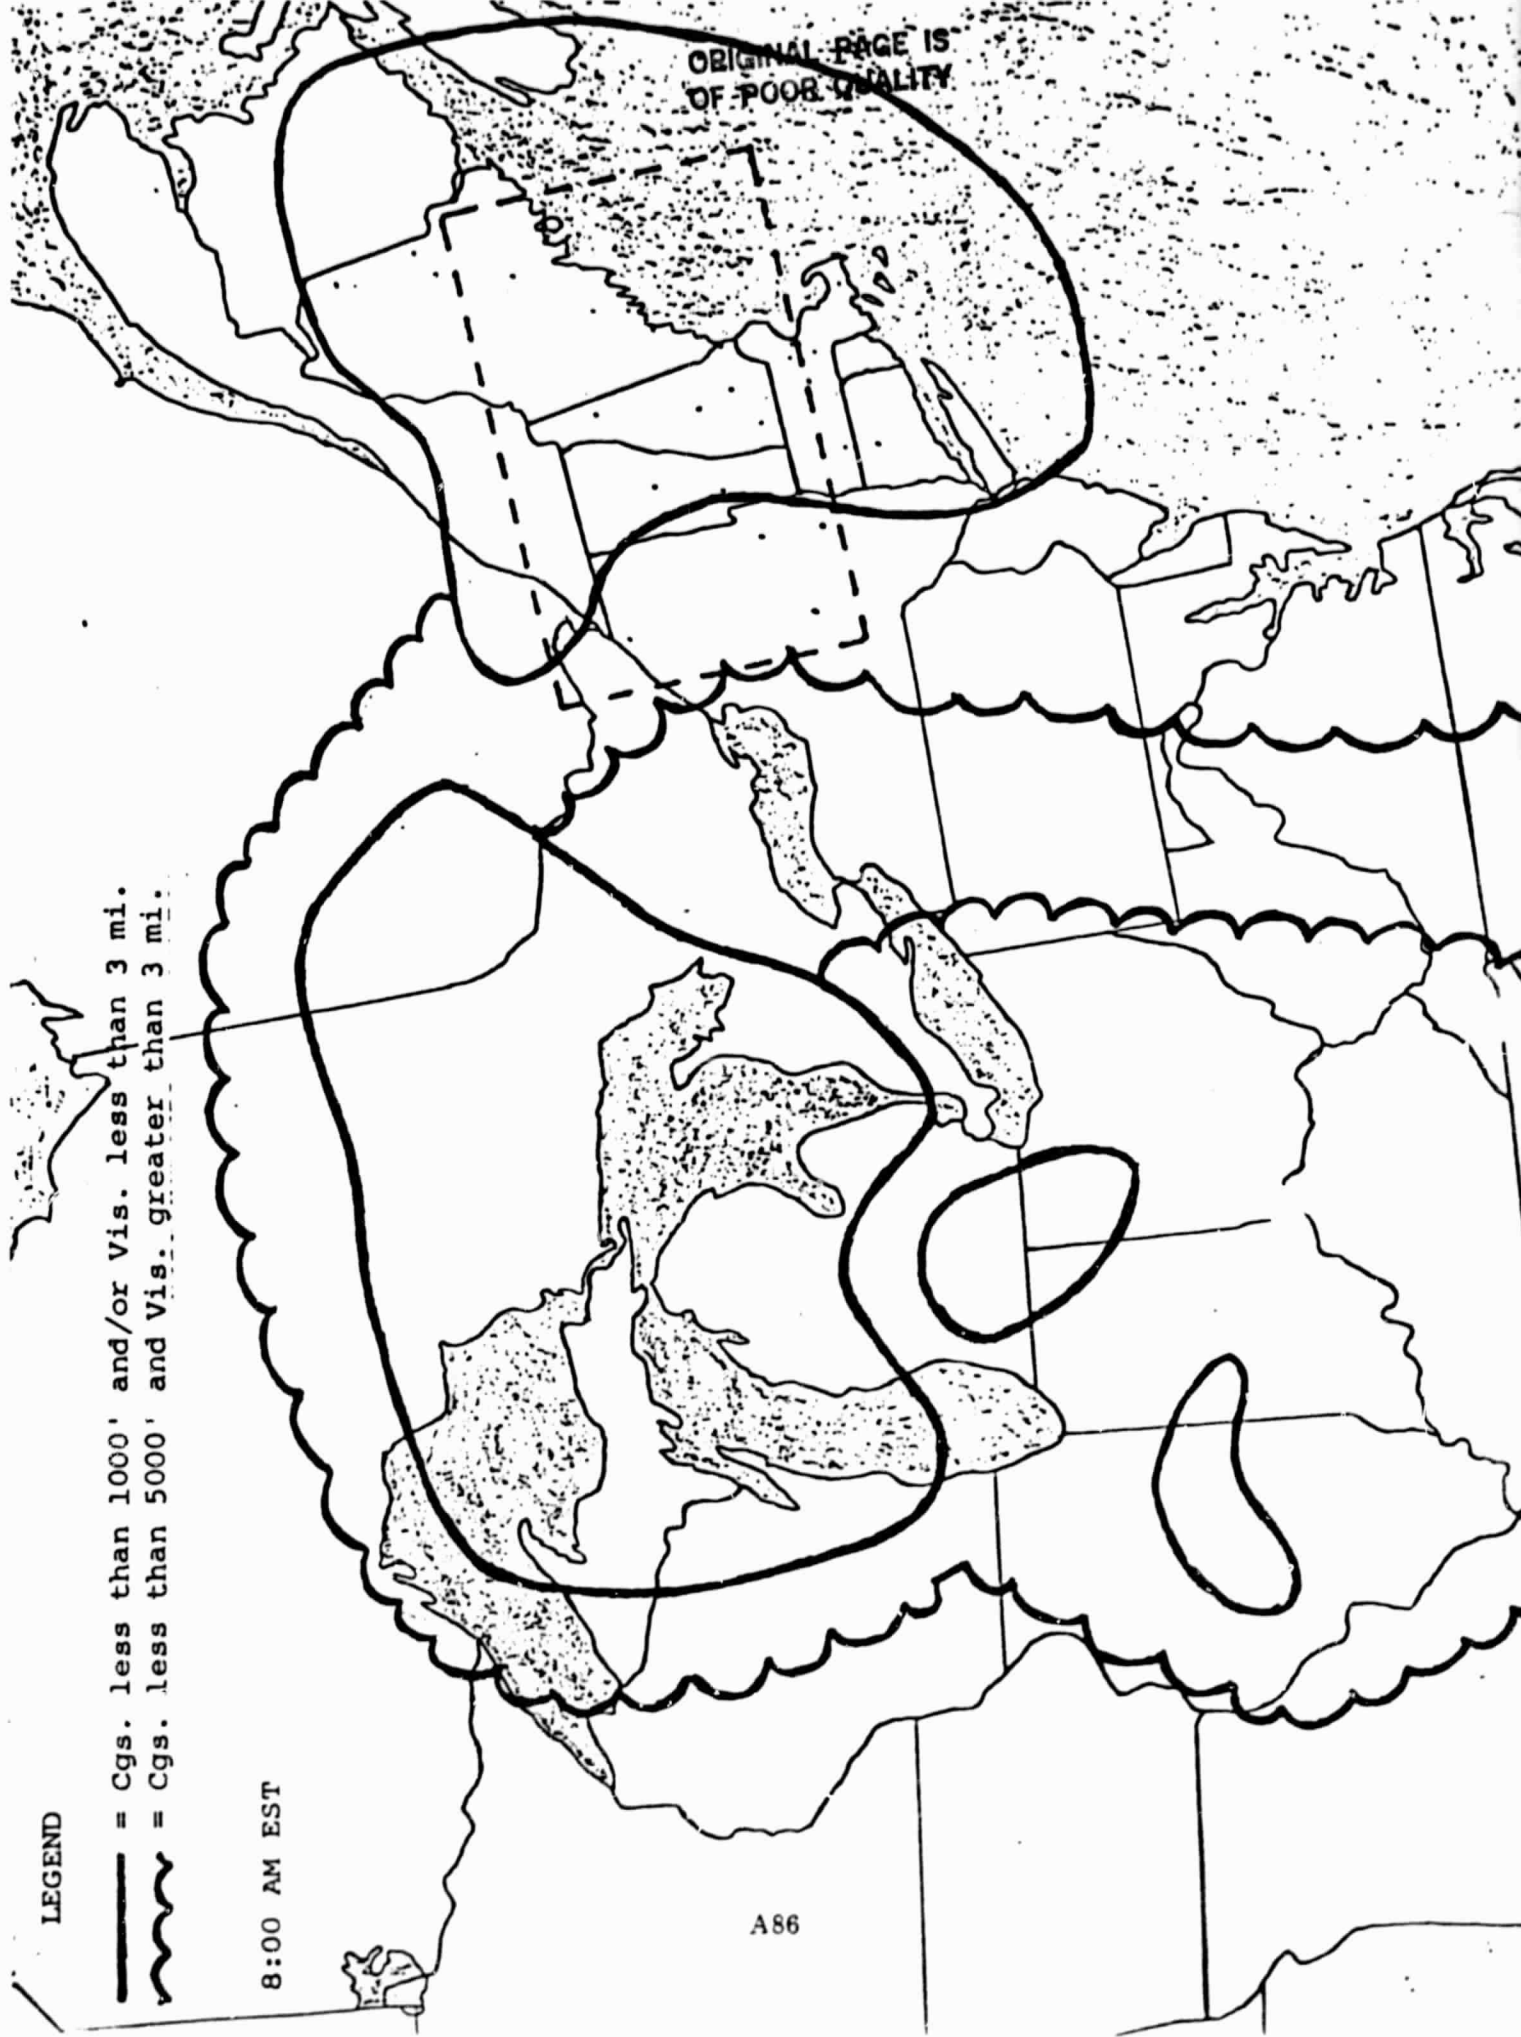 ORIGINAL PAGE IS
OF POOR QUALITY
LEGEND
= Cgs. less than 1000' and/or Vis. less than 3 mi.
= Cgs. less than 5000' and Vis. greater than 3 mi.
8:00 AM EST
A86